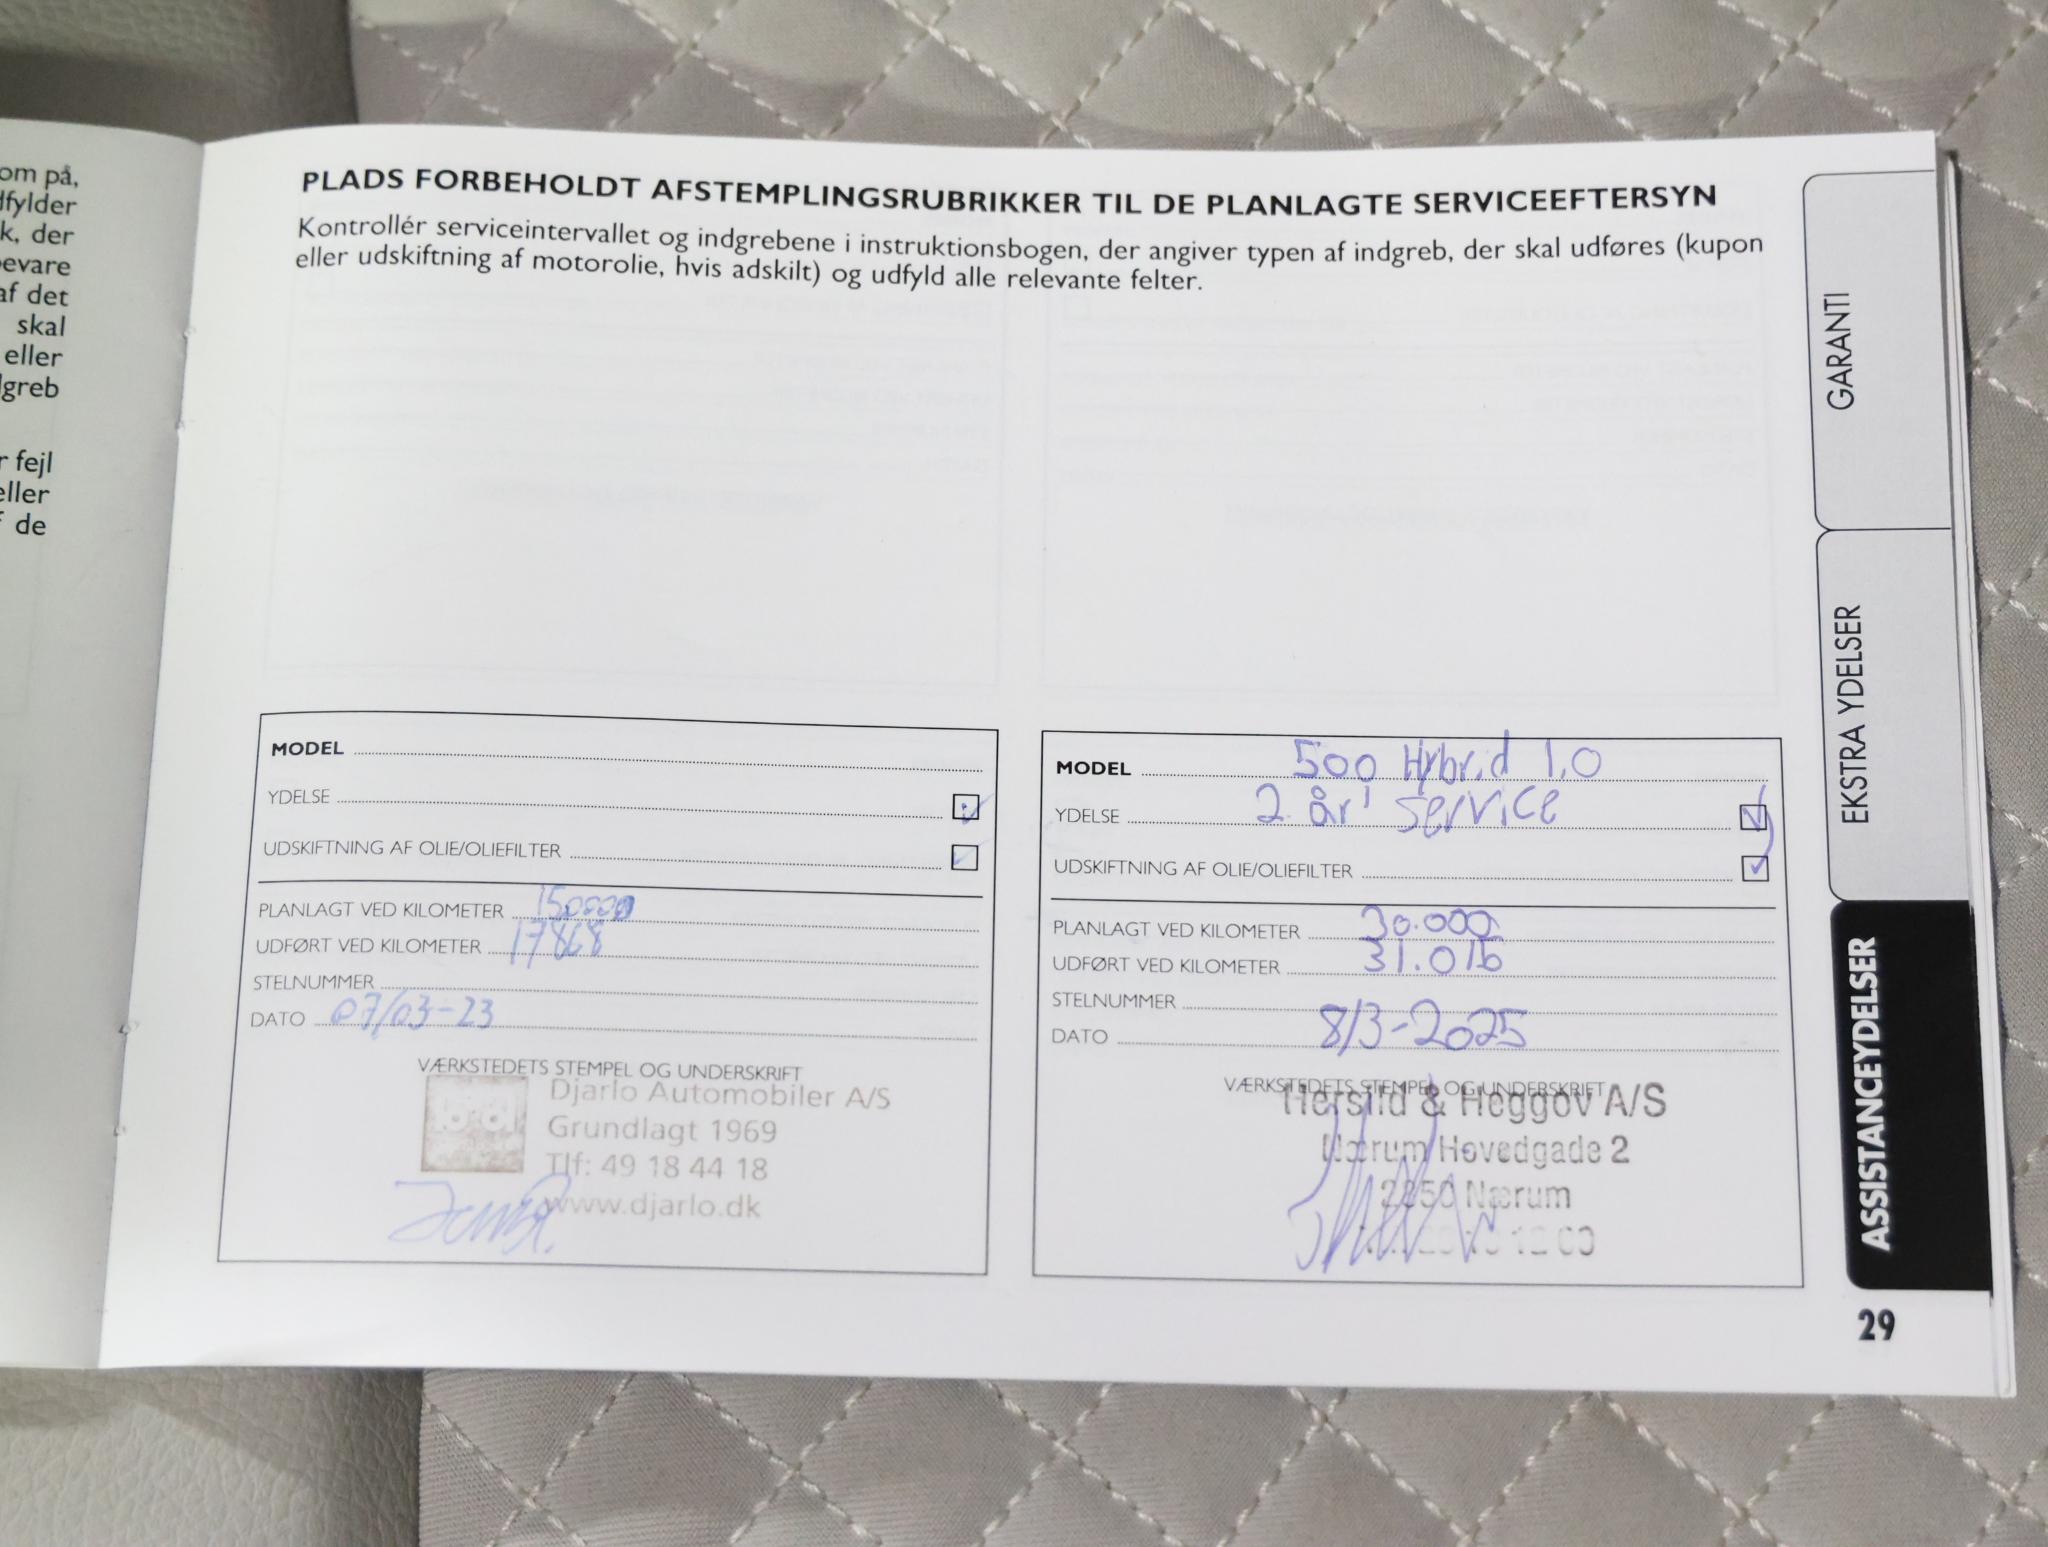 om på,
dfylder
k, der
evare
af det
skal
eller
dgreb
r fejl
eller
f de
PLADS FORBEHOLDT AFSTEMPLINGSRUBRIKKER TIL DE PLANLAGTE SERVICEEFTERSYN
Kontrollér serviceintervallet og indgrebene i instruktionsbogen, der angiver typen af indgreb, der skal udføres (kupon
eller udskiftning af motorolie, hvis adskilt) og udfyld alle relevante felter.
MODEL
YDELSE
UDSKIFTNING AF OLIE/OLIEFILTER
PLANLAGT VED KILOMETER
UDFØRT VED KILOMETER 17868
STELNUMMER
DATO 07/03-23
VÆRKSTEDETS STEMPEL OG UNDERSKRIFT
Djarlo Automobiler A/S
Grundlagt 1969
Tlf: 49 18 44 18
www.djarlo.dk
MODEL 500 Hybrid 1.0
YDELSE 2 år' service
UDSKIFTNING AF OLIE/OLIEFILTER
PLANLAGT VED KILOMETER 30.000
UDFØRT VED KILOMETER 31.016
STELNUMMER
DATO 8/3-2025
VÆRKSTEDETS STEMPEL OG UNDERSKRIFT
Herslid & Heggov A/S
Nærum Hovedgade 2
2850 Nærum
GARANTI
EKSTRA YDELSER
ASSISTANCEYDELSER
29